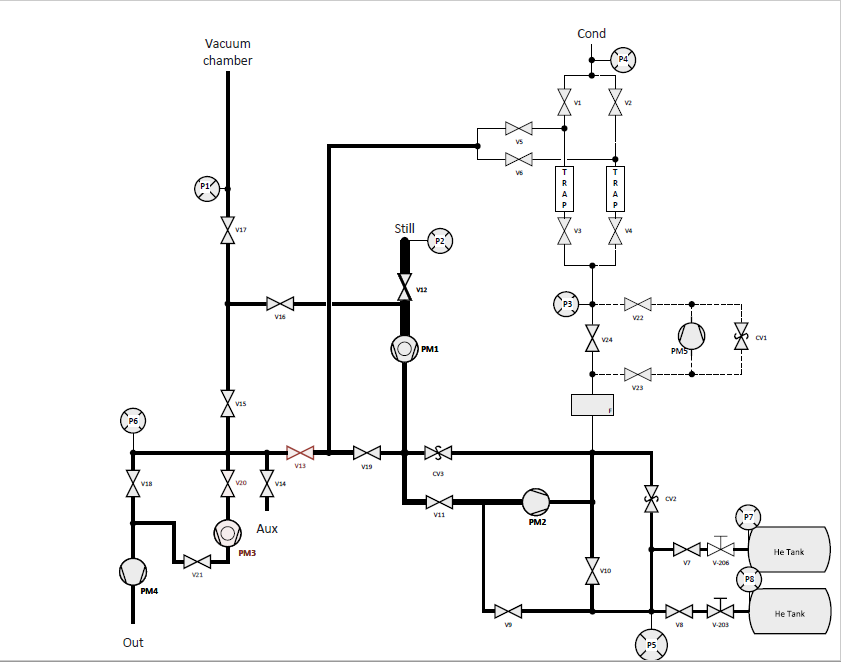 Cond
Vacuum
chamber
P4
V1
V2
V5
V6
T
R
A
P
T
R
A
P
P1
V17
Still
P2
V3
V4
V12
V16
P3
V22
V24
PM5
CV1
PM1
V23
F
V15
P6
V13
V19
CV3
V18
V20
V14
V11
PM2
CV2
P7
Aux
PM3
V21
V7
V-206
He Tank
PM4
V10
P8
V9
V8
V-203
He Tank
Out
P5